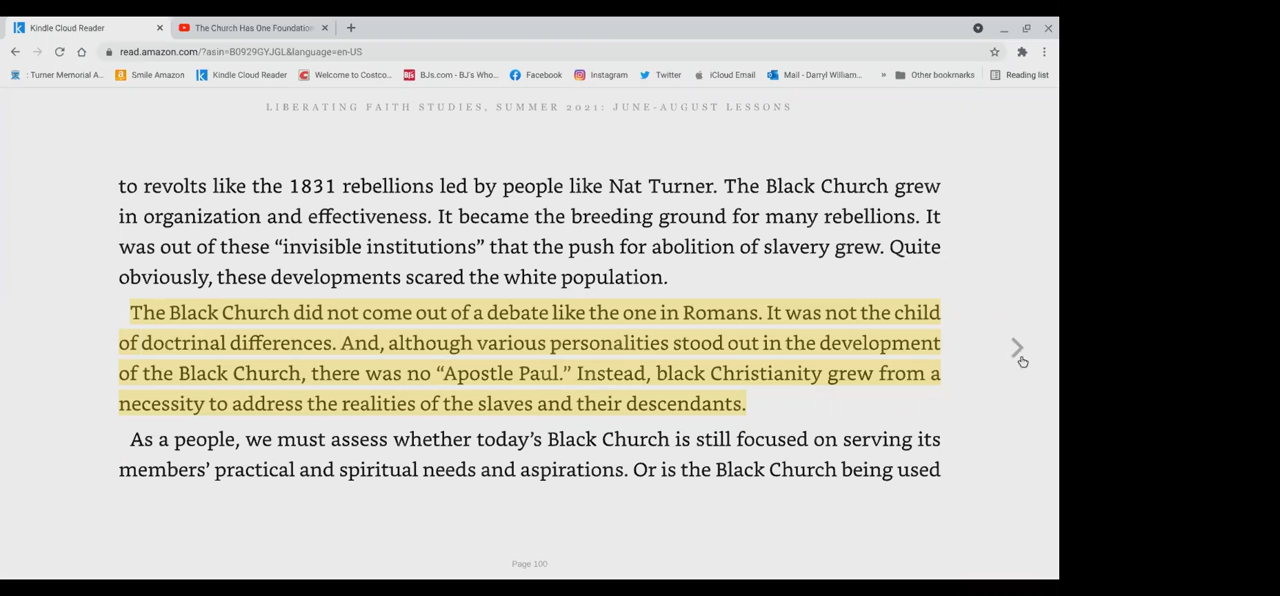 Kindle Cloud Reader
The Church Has One Foundation
read.amazon.com/?asin=B0929GYJGL&language=en-US
: Turner Memorial A... Smile Amazon Kindle Cloud Reader Welcome to Costco... BJs.com - BJ's Who... Facebook Instagram Twitter iCloud Email Mail - Darryl William... » Other bookmarks Reading list
LIBERATING FAITH STUDIES, SUMMER 2021: JUNE-AUGUST LESSONS
to revolts like the 1831 rebellions led by people like Nat Turner. The Black Church grew
in organization and effectiveness. It became the breeding ground for many rebellions. It
was out of these “invisible institutions” that the push for abolition of slavery grew. Quite
obviously, these developments scared the white population.
The Black Church did not come out of a debate like the one in Romans. It was not the child
of doctrinal differences. And, although various personalities stood out in the development
of the Black Church, there was no “Apostle Paul.” Instead, black Christianity grew from a
necessity to address the realities of the slaves and their descendants.
As a people, we must assess whether today’s Black Church is still focused on serving its
members’ practical and spiritual needs and aspirations. Or is the Black Church being used
Page 100